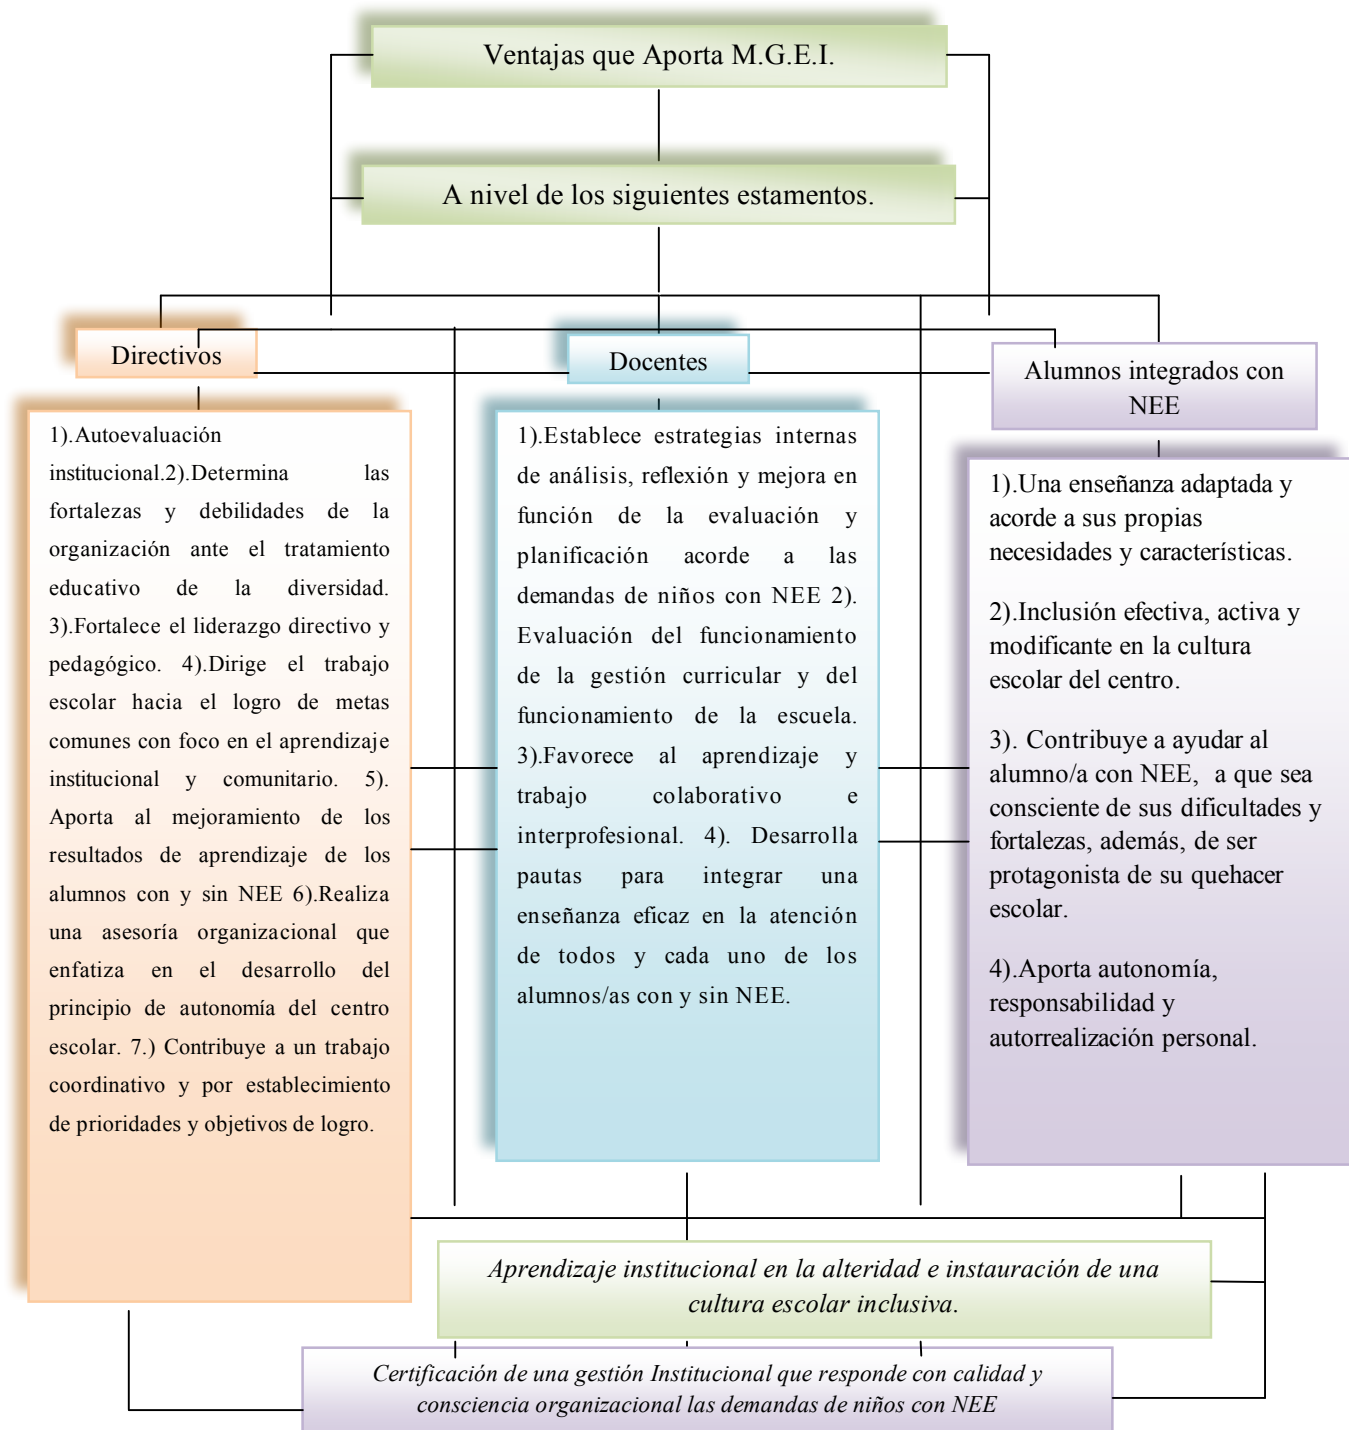 Ventajas que Aporta M.G.E.I.
A nivel de los siguientes estamentos.
Directivos
1).Autoevaluación
institucional.2).Determina las
fortalezas y debilidades de la
organización ante el tratamiento
educativo de la diversidad.
3).Fortalece el liderazgo directivo y
pedagógico. 4).Dirige el trabajo
escolar hacia el logro de metas
comunes con foco en el aprendizaje
institucional y comunitario. 5).
Aporta al mejoramiento de los
resultados de aprendizaje de los
alumnos con y sin NEE 6).Realiza
una asesoría organizacional que
enfatiza en el desarrollo del
principio de autonomía del centro
escolar. 7.) Contribuye a un trabajo
coordinativo y por establecimiento
de prioridades y objetivos de logro.
Docentes
1).Establece estrategias internas
de análisis, reflexión y mejora en
función de la evaluación y
planificación acorde a las
demandas de niños con NEE 2).
Evaluación del funcionamiento
de la gestión curricular y del
funcionamiento de la escuela.
3).Favorece al aprendizaje y
trabajo colaborativo e
interprofesional. 4). Desarrolla
pautas para integrar una
enseñanza eficaz en la atención
de todos y cada uno de los
alumnos/as con y sin NEE.
Alumnos integrados con
NEE
1).Una enseñanza adaptada y
acorde a sus propias
necesidades y características.
2).Inclusión efectiva, activa y
modificante en la cultura
escolar del centro.
3). Contribuye a ayudar al
alumno/a con NEE, a que sea
consciente de sus dificultades y
fortalezas, además, de ser
protagonista de su quehacer
escolar.
4).Aporta autonomía,
responsabilidad y
autorrealización personal.
Aprendizaje institucional en la alteridad e instauración de una
cultura escolar inclusiva.
Certificación de una gestión Institucional que responde con calidad y
consciencia organizacional las demandas de niños con NEE